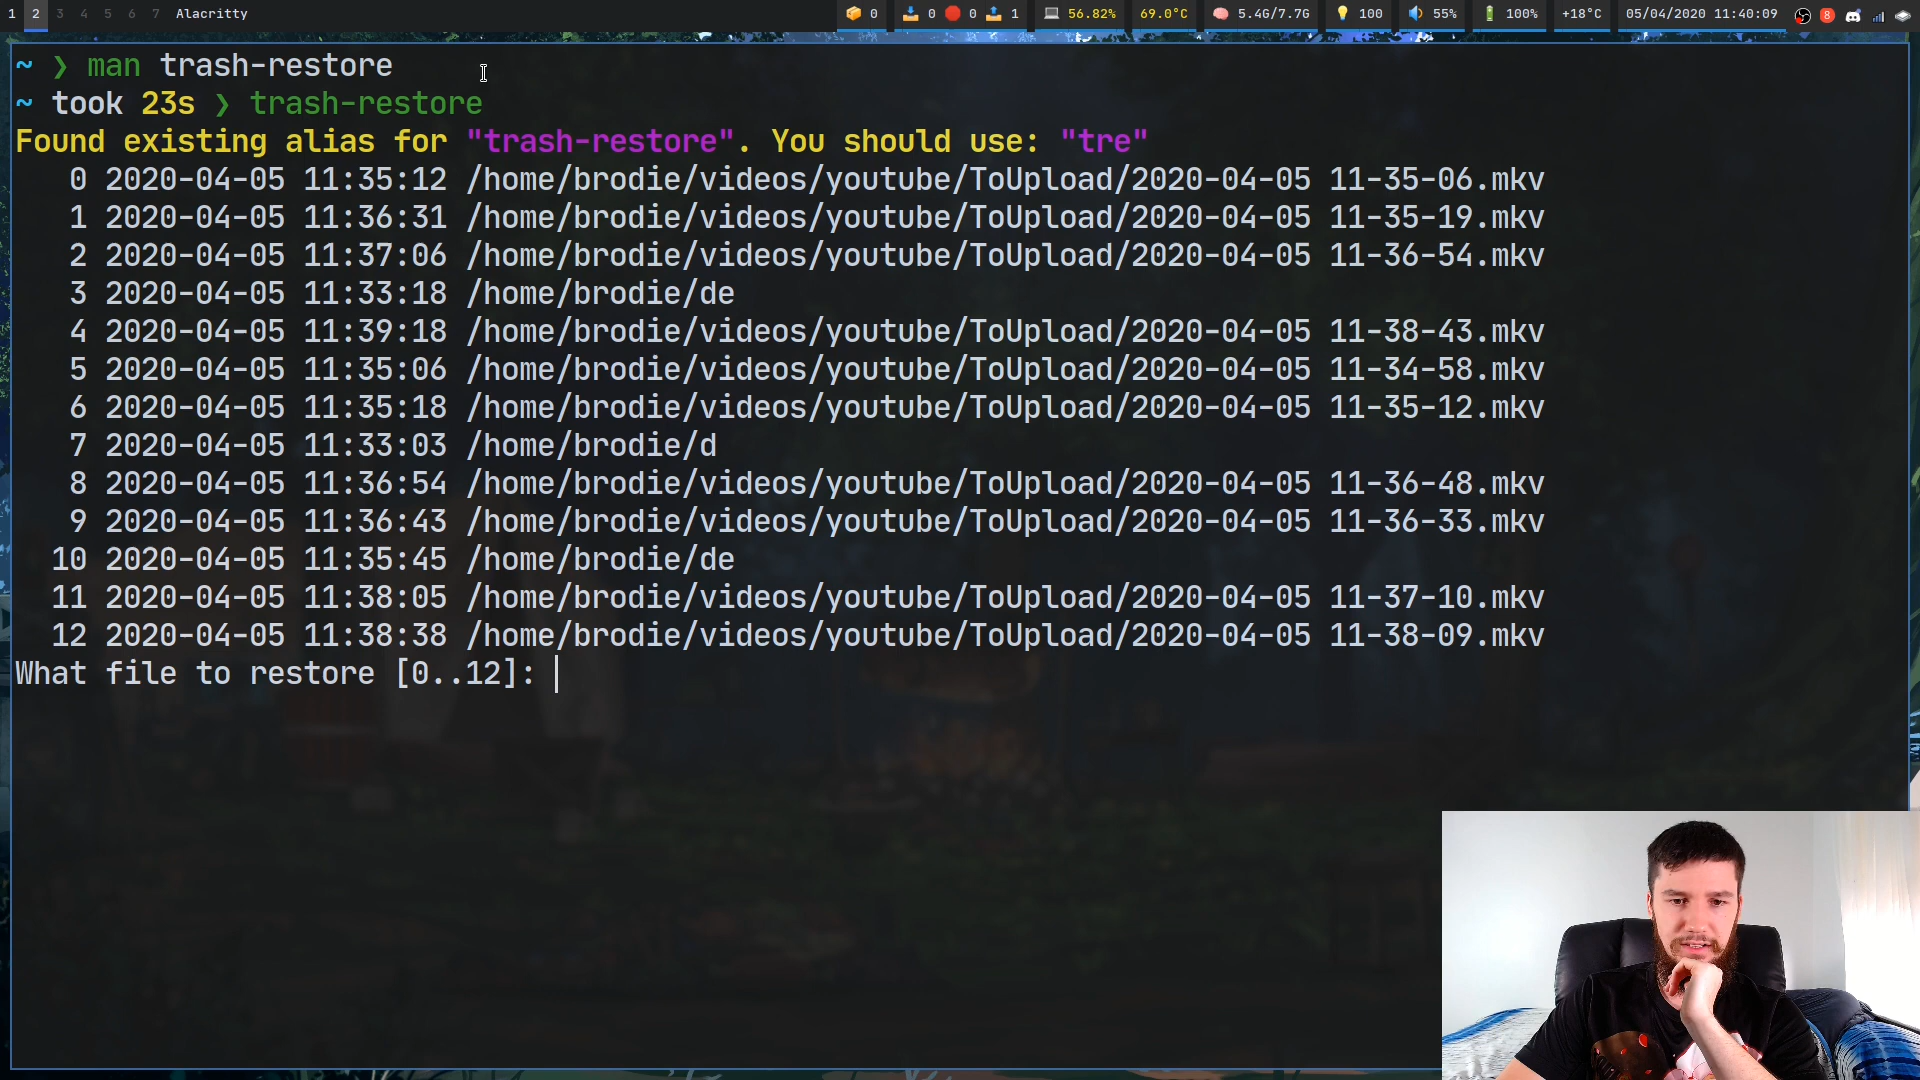 1 2 3 4 5 6 7 Alacritty 0 0 0 1 56.82% 69.0°C 5.4G/7.7G 100 55% 100% +18°C 05/04/2020 11:40:09 8
~ ❯ man trash-restore
~ took 23s ❯ trash-restore
Found existing alias for "trash-restore". You should use: "tre"
0 2020-04-05 11:35:12 /home/brodie/videos/youtube/ToUpload/2020-04-05 11-35-06.mkv
1 2020-04-05 11:36:31 /home/brodie/videos/youtube/ToUpload/2020-04-05 11-35-19.mkv
2 2020-04-05 11:37:06 /home/brodie/videos/youtube/ToUpload/2020-04-05 11-36-54.mkv
3 2020-04-05 11:33:18 /home/brodie/de
4 2020-04-05 11:39:18 /home/brodie/videos/youtube/ToUpload/2020-04-05 11-38-43.mkv
5 2020-04-05 11:35:06 /home/brodie/videos/youtube/ToUpload/2020-04-05 11-34-58.mkv
6 2020-04-05 11:35:18 /home/brodie/videos/youtube/ToUpload/2020-04-05 11-35-12.mkv
7 2020-04-05 11:33:03 /home/brodie/d
8 2020-04-05 11:36:54 /home/brodie/videos/youtube/ToUpload/2020-04-05 11-36-48.mkv
9 2020-04-05 11:36:43 /home/brodie/videos/youtube/ToUpload/2020-04-05 11-36-33.mkv
10 2020-04-05 11:35:45 /home/brodie/de
11 2020-04-05 11:38:05 /home/brodie/videos/youtube/ToUpload/2020-04-05 11-37-10.mkv
12 2020-04-05 11:38:38 /home/brodie/videos/youtube/ToUpload/2020-04-05 11-38-09.mkv
What file to restore [0..12]: